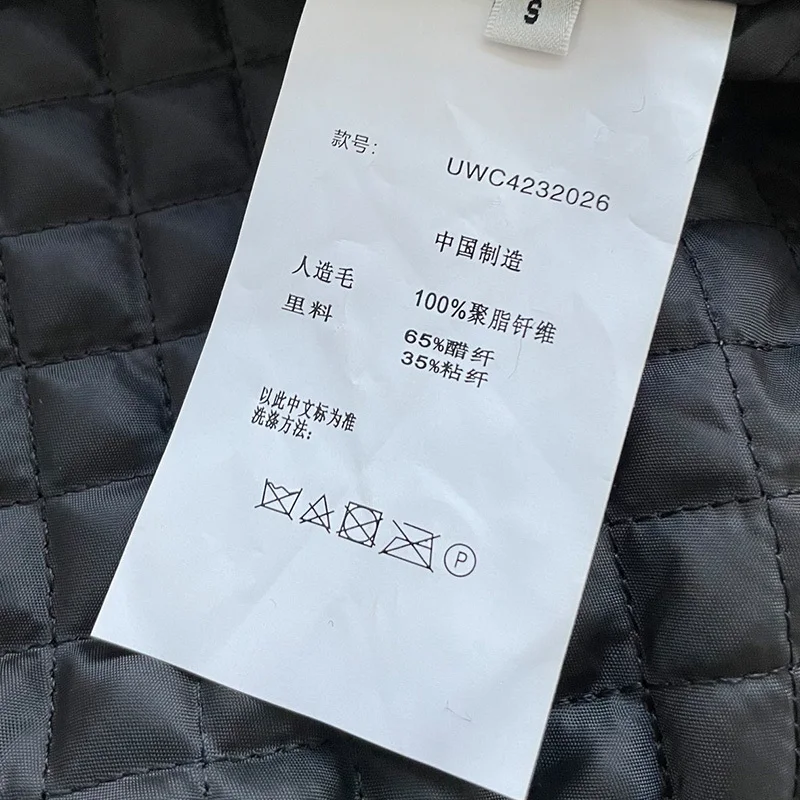 S
款号: UWC4232026
中国制造
人造毛 100%聚脂钎维
里料 65%醋纤
35%粘纤
以此中文标为准
洗涤方法:
P